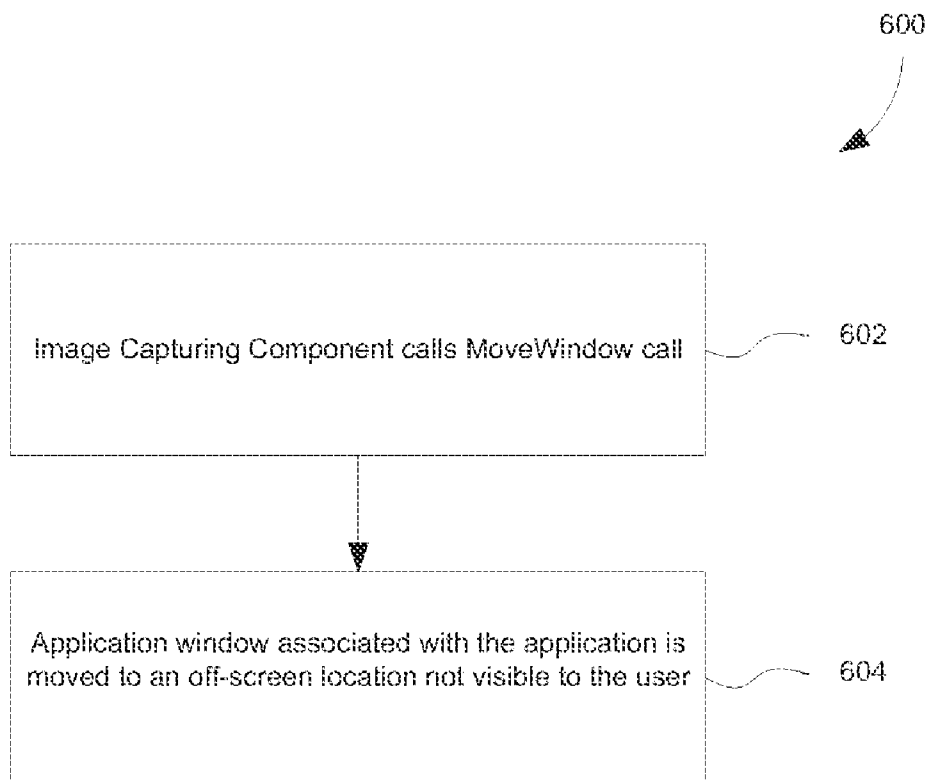 600
Image Capturing Component calls MoveWindow call
602
Application window associated with the application is
moved to an off-screen location not visible to the user
604